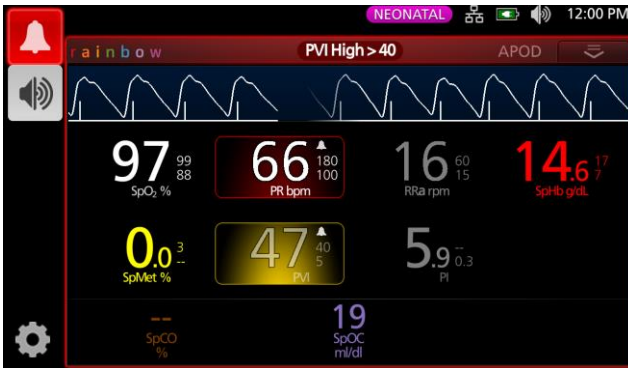 NEONATAL 12:00 PM
rainbow PVI High > 40 APOD
97 99 88 SpO₂ %
66 180 100 PR bpm
16 60 15 RRa rpm
14.6 17 7 SpHb g/dL
0.0 3 -- SpMet %
47 40 5 PVI
5.9 -- 0.3 PI
-- SpCO %
19 SpOC ml/dl